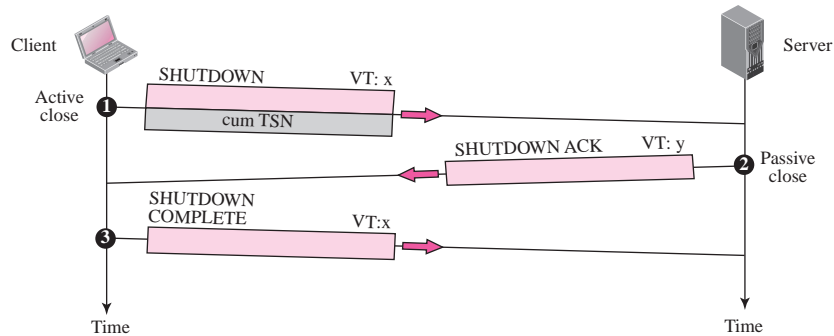 Client
Server
SHUTDOWN VT: x
Active
close
1
cum TSN
SHUTDOWN ACK VT: y
2
Passive
close
SHUTDOWN
COMPLETE VT:x
3
Time
Time